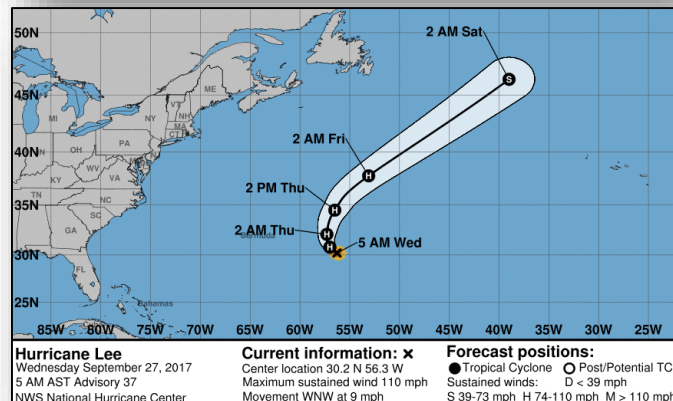 50N
45N
40N
35N
30N
25N
2 AM Sat
S
2 AM Fri
H
2 PM Thu
H
2 AM Thu
H
Bermuda
H
5 AM Wed
ME
VT
NH
NY
MA
CT
MI
PA
OH
WV
VA
KY
NC
TN
SC
GA
FL
Bahamas
85W 80W 75W 70W 65W 60W 55W 50W 45W 40W 35W 30W 25W
Hurricane Lee
Wednesday September 27, 2017
5 AM AST Advisory 37
NWS National Hurricane Center
Current information: ×
Center location 30.2 N 56.3 W
Maximum sustained wind 110 mph
Movement WNW at 9 mph
Forecast positions:
Tropical Cyclone Post/Potential TC
Sustained winds: D < 39 mph
S 39-73 mph H 74-110 mph M > 110 mph